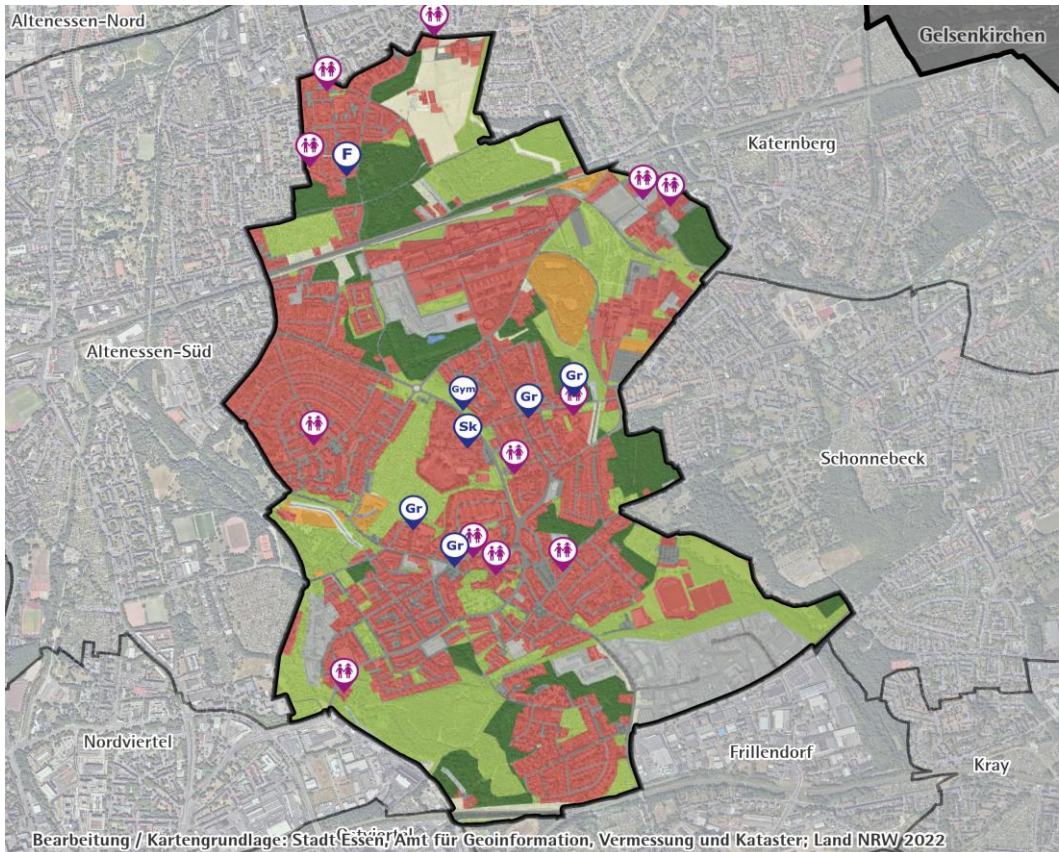 Altenessen-Nord
Gelsenkirchen
Katernberg
F
Altenessen-Süd
Gr
Gym
Gr
Sk
Schonnebeck
Gr
Gr
Nordviertel
Frillendorf
Kray
Ostviertel
Bearbeitung / Kartengrundlage: Stadt Essen, Amt für Geoinformation, Vermessung und Kataster; Land NRW 2022